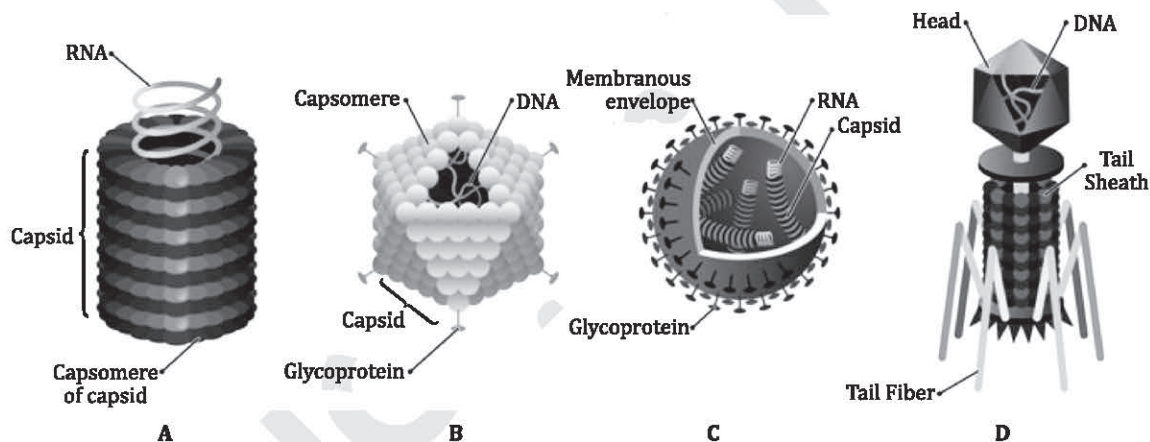 RNA
Capsid
Capsomere
of capsid
A
Capsomere
DNA
Capsid
Glycoprotein
B
Membranous
envelope
RNA
Capsid
Glycoprotein
C
Head
DNA
Tail
Sheath
Tail Fiber
D